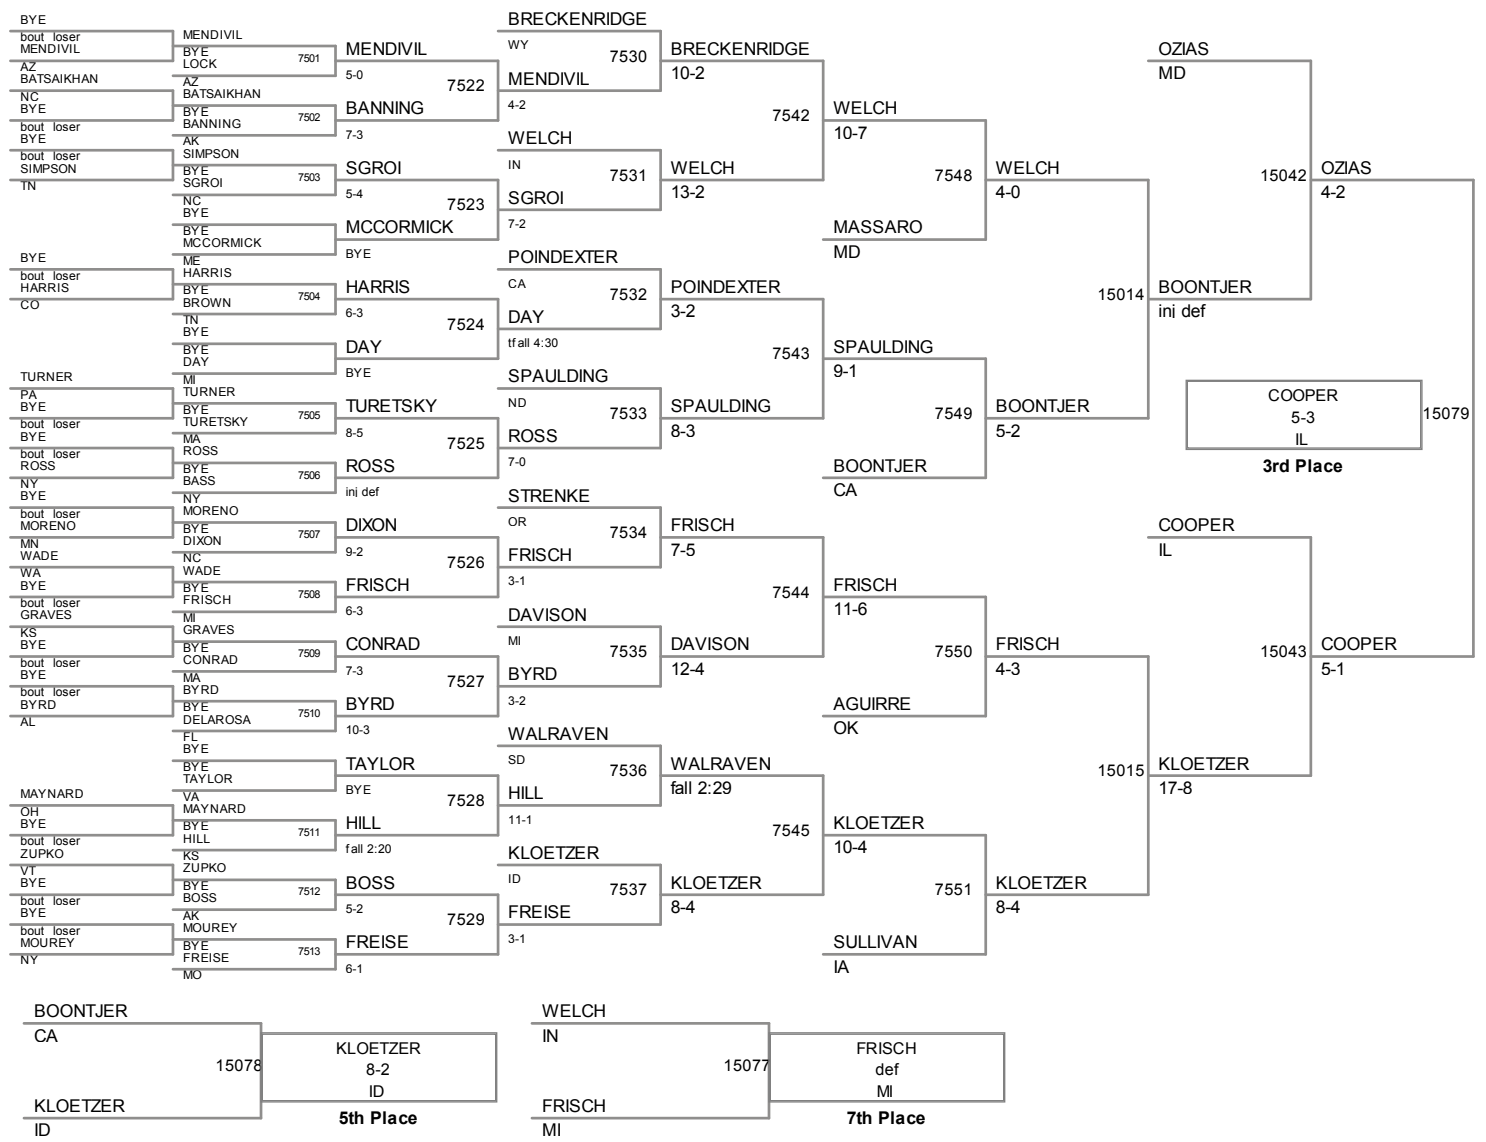 BYE
bout loser
MENDIVIL
AZ
BATSAIKHAN
NC
BYE
bout loser
BYE
bout loser
SIMPSON
TN
BYE
bout loser
HARRIS
CO
TURNER
PA
BYE
bout loser
BYE
bout loser
ROSS
NY
BYE
bout loser
MORENO
MN
WADE
WA
BYE
bout loser
GRAVES
KS
BYE
bout loser
BYE
bout loser
BYRD
AL
MAYNARD
OH
BYE
bout loser
ZUPKO
VT
BYE
bout loser
BYE
bout loser
MOUREY
NY
MENDIVIL
BYE
7501
LOCK
AZ
BATSAIKHAN
BYE
7502
BANNING
AK
SIMPSON
BYE
7503
SGROI
NC
BYE
BYE
MCCORMICK
ME
HARRIS
BYE
7504
BROWN
TN
BYE
BYE
DAY
MI
TURNER
BYE
7505
TURETSKY
MA
ROSS
BYE
7506
BASS
NY
MORENO
BYE
7507
DIXON
NC
WADE
BYE
7508
FRISCH
MI
GRAVES
BYE
7509
CONRAD
MA
BYRD
BYE
7510
DELAROSA
FL
BYE
BYE
TAYLOR
VA
MAYNARD
BYE
7511
HILL
KS
ZUPKO
BYE
7512
BOSS
AK
MOUREY
BYE
7513
FREISE
MO
MENDIVIL
5-0
7522
BANNING
7-3
SGROI
5-4
7523
MCCORMICK
BYE
HARRIS
6-3
7524
DAY
BYE
TURETSKY
8-5
7525
ROSS
inj def
DIXON
9-2
7526
FRISCH
6-3
CONRAD
7-3
7527
BYRD
10-3
TAYLOR
BYE
7528
HILL
fall 2:20
BOSS
5-2
7529
FREISE
6-1
BRECKENRIDGE
WY
7530
MENDIVIL
4-2
WELCH
IN
7531
SGROI
7-2
POINDEXTER
CA
7532
DAY
tfall 4:30
SPAULDING
ND
7533
ROSS
7-0
STRENKE
OR
7534
FRISCH
3-1
DAVISON
MI
7535
BYRD
3-2
WALRAVEN
SD
7536
HILL
11-1
KLOETZER
ID
7537
FREISE
3-1
BRECKENRIDGE
10-2
7542
WELCH
13-2
POINDEXTER
3-2
7543
SPAULDING
8-3
FRISCH
7-5
7544
DAVISON
12-4
WALRAVEN
fall 2:29
7545
KLOETZER
8-4
WELCH
10-7
7548
MASSARO
MD
SPAULDING
9-1
7549
BOONTJER
CA
FRISCH
11-6
7550
AGUIRRE
OK
KLOETZER
10-4
7551
SULLIVAN
IA
WELCH
4-0
15014
BOONTJER
5-2
FRISCH
4-3
15015
KLOETZER
8-4
OZIAS
MD
15042
BOONTJER
inj def
COOPER
IL
15043
KLOETZER
17-8
OZIAS
4-2
COOPER
5-3
IL
15079
3rd Place
COOPER
5-1
BOONTJER
CA
15078
KLOETZER
ID
KLOETZER
8-2
ID
5th Place
WELCH
IN
15077
FRISCH
MI
FRISCH
def
MI
7th Place